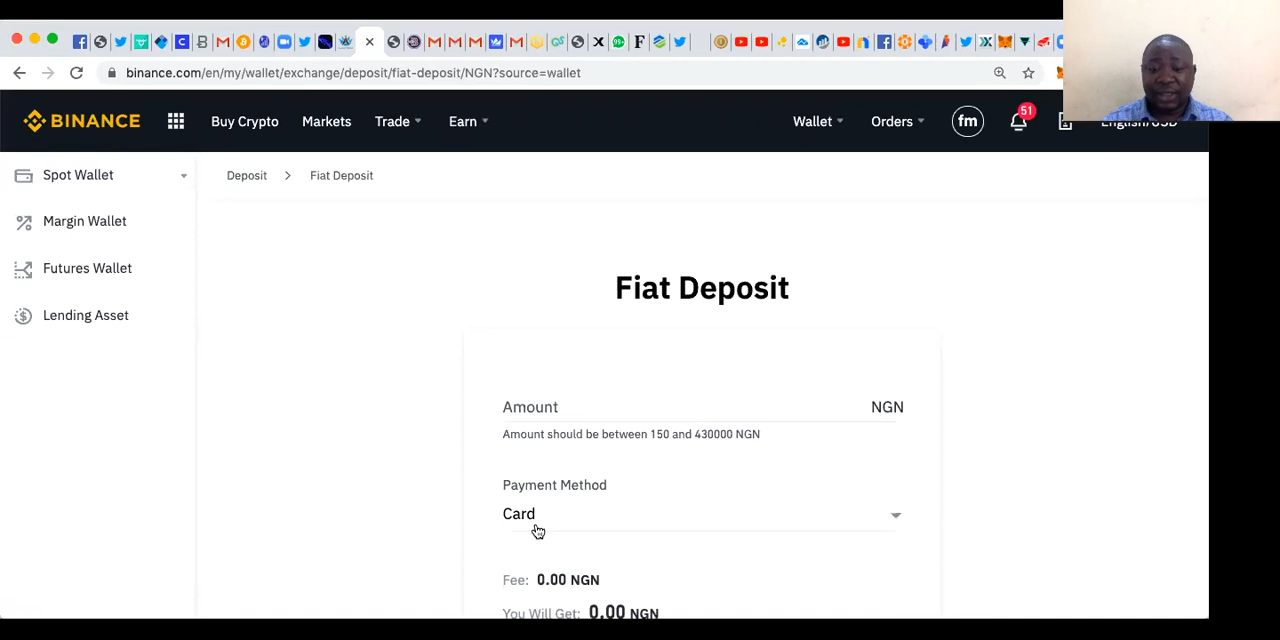 binance.com/en/my/wallet/exchange/deposit/fiat-deposit/NGN?source=wallet
BINANCE Buy Crypto Markets Trade Earn Wallet Orders fm 51 English/USD
Spot Wallet
Deposit > Fiat Deposit
Margin Wallet
Futures Wallet
Lending Asset
Fiat Deposit
Amount NGN
Amount should be between 150 and 430000 NGN
Payment Method
Card
Fee: 0.00 NGN
You Will Get: 0.00 NGN